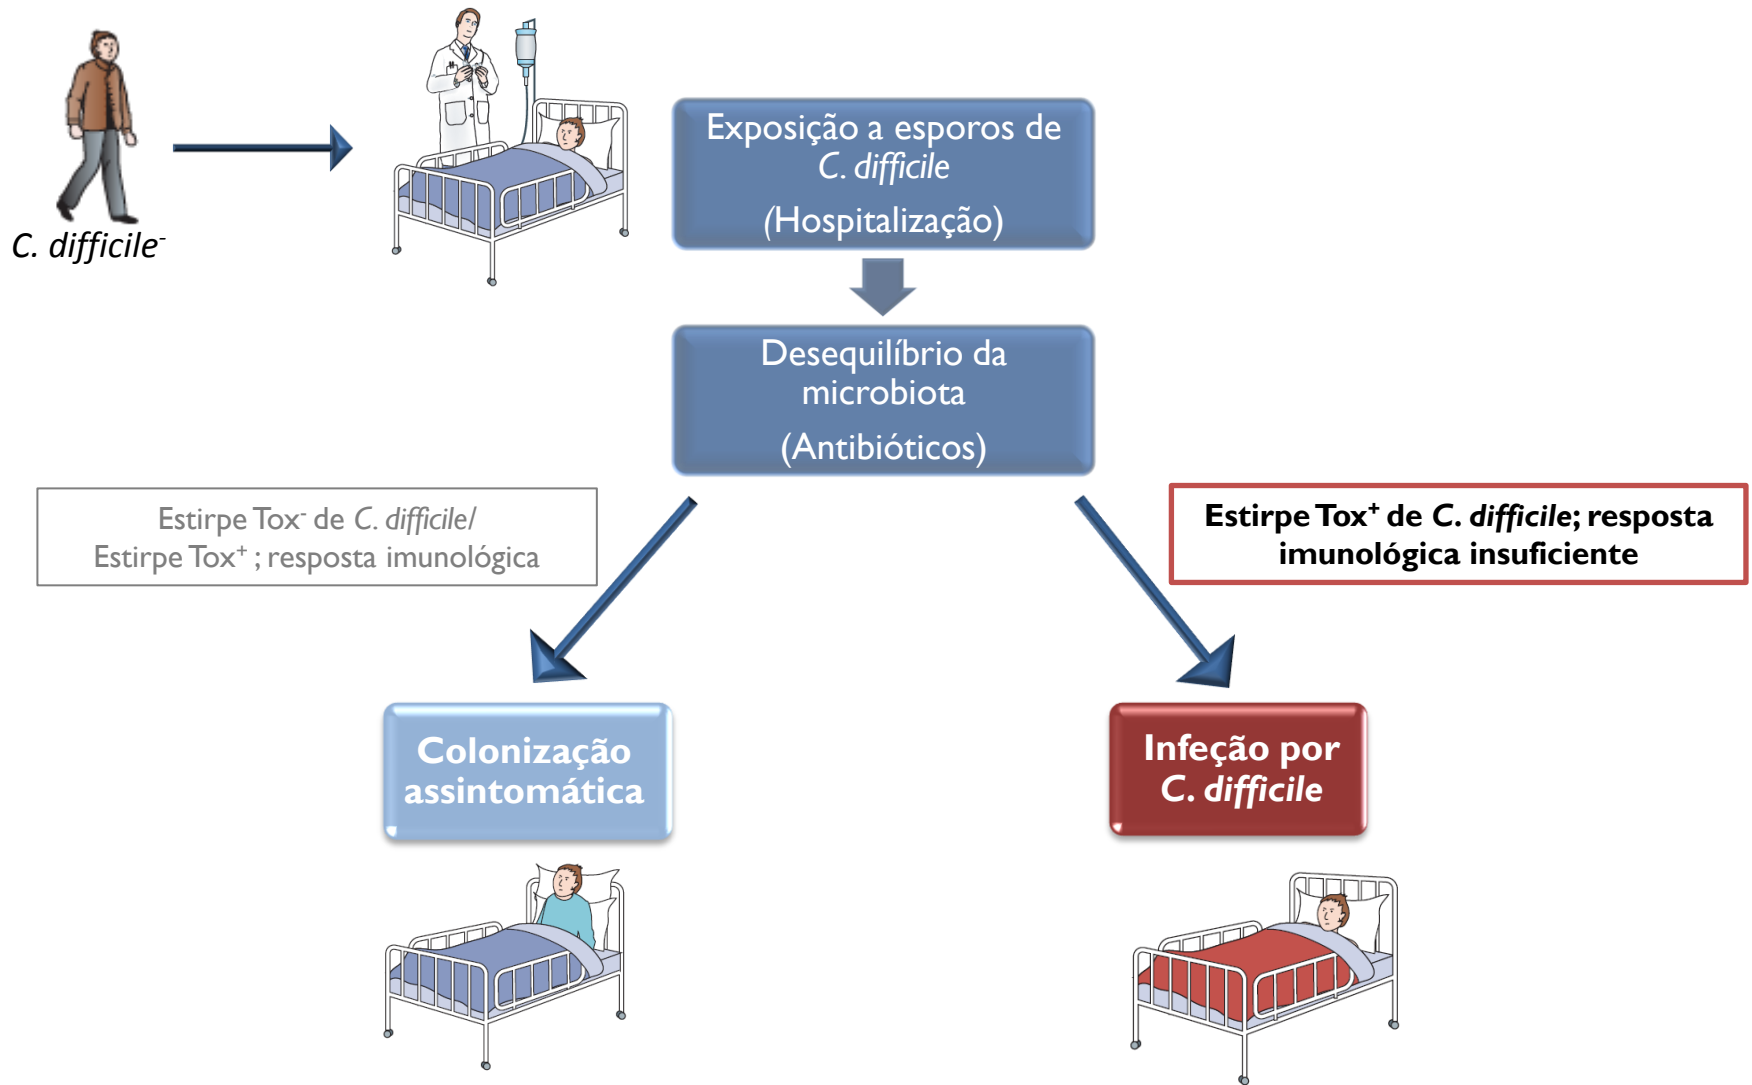 C. difficile⁻
Exposição a esporos de
C. difficile
(Hospitalização)
Desequilíbrio da
microbiota
(Antibióticos)
Estirpe Tox⁻ de C. difficile/
Estirpe Tox⁺ ; resposta imunológica
Estirpe Tox⁺ de C. difficile; resposta
imunológica insuficiente
Colonização
assintomática
Infeção por
C. difficile